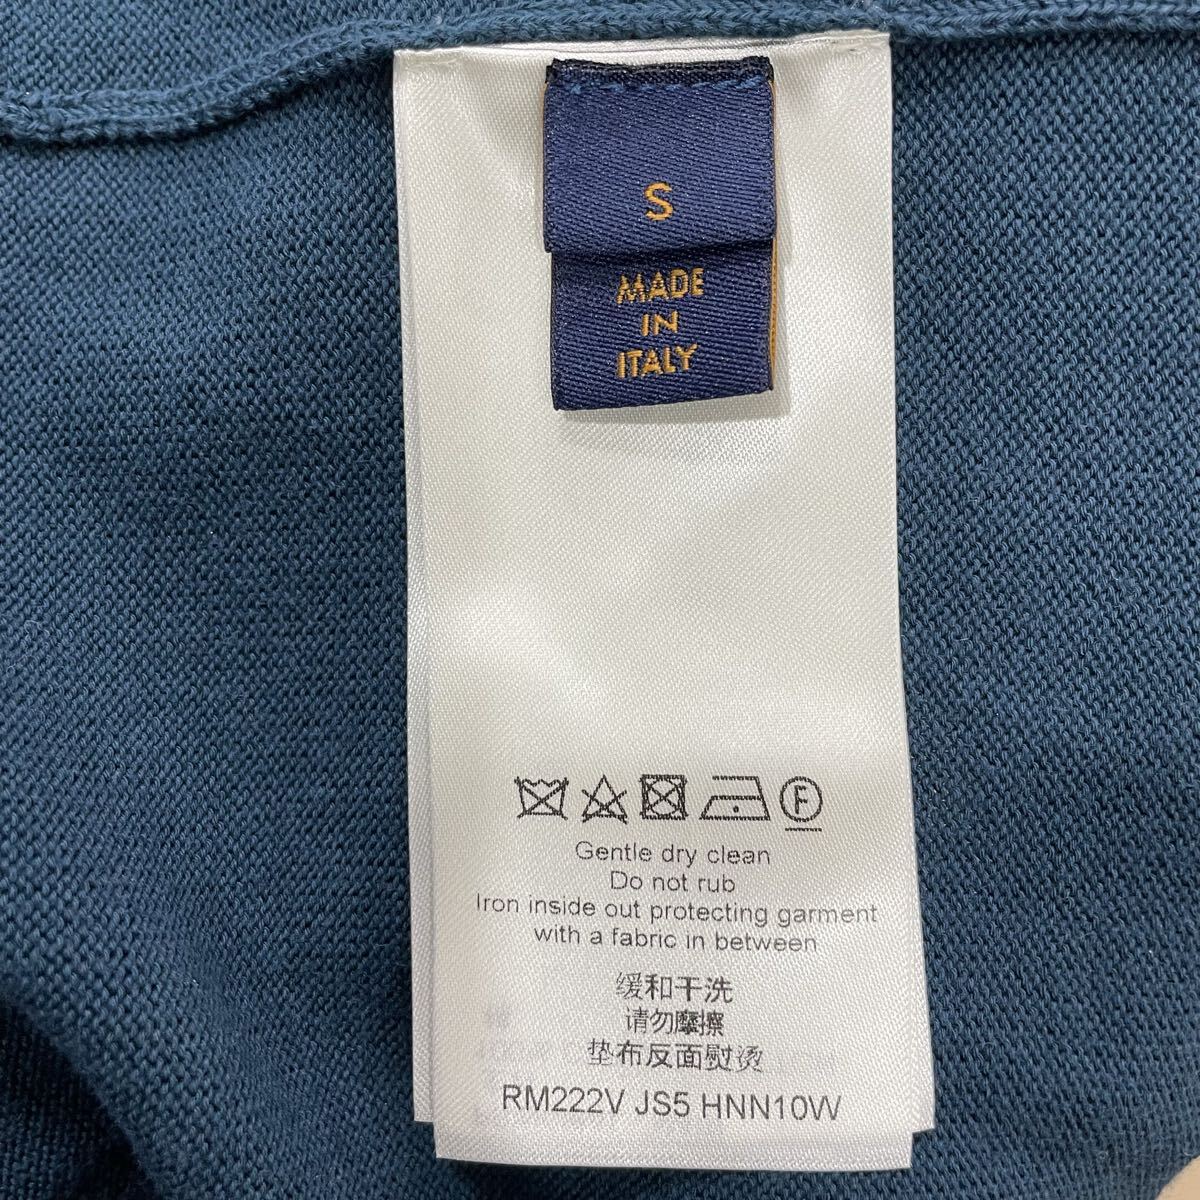 S
MADE
IN
ITALY
F
Gentle dry clean
Do not rub
Iron inside out protecting garment
with a fabric in between
缓和干洗
请勿摩擦
垫布反面熨烫
RM222V JS5 HNN10W